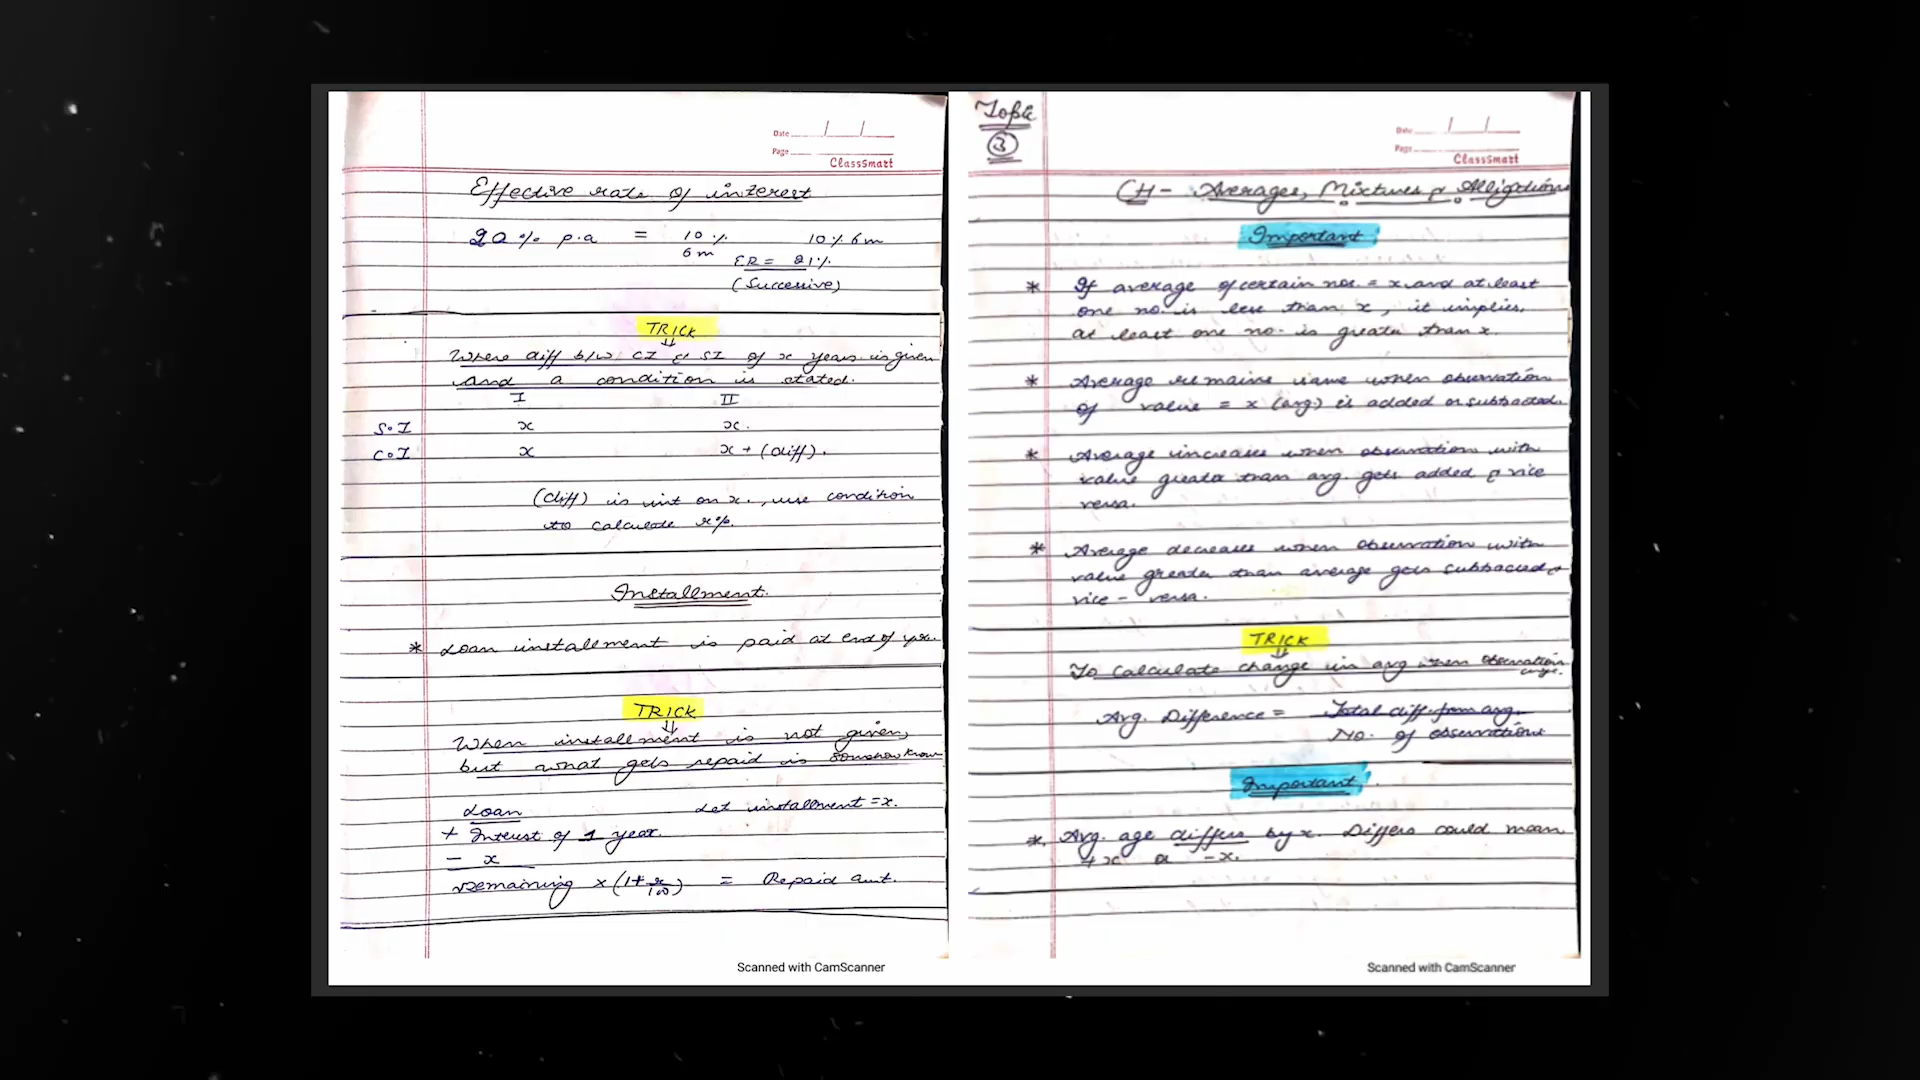 Date / /
Page
ClassSmart
Effective rate of interest
20 % p.a = 10 % 10 % 6m
6 m
ER = 21 %
(Successive)
TRICK
Where diff b/w CI & SI of x years is given
and a condition is stated.
I II
S.I x x.
C.I x x + (diff).
(diff) is int on x., use condition
to calculate r%.
Installment.
* Loan installment is paid at end of yr.
TRICK
When installment is not given,
but what gets repaid is somehow known
Loan Let installment = x.
+ Interest of 1 year.
- x
Remaining × (1+ r/100) = Repaid amt.
Scanned with CamScanner
Topic
3
Date / /
Page
ClassSmart
CH - Averages, Mixtures & Alligations
Important
* If average of certain nos. = x and at least
one no. is less than x, it implies,
at least one no. is greater than x.
* Average remains same when observation
of value = x (avg) is added or subtracted.
* Average increases when observation with
value greater than avg. gets added & vice
versa.
* Average decreases when observation with
value greater than average gets subtracted &
vice - versa.
TRICK
To calculate change in avg when observation
Avg. Difference = Total diff. from avg.
No. of observations
Important
*. Avg. age differs by x. Differs could mean
+x or -x.
Scanned with CamScanner